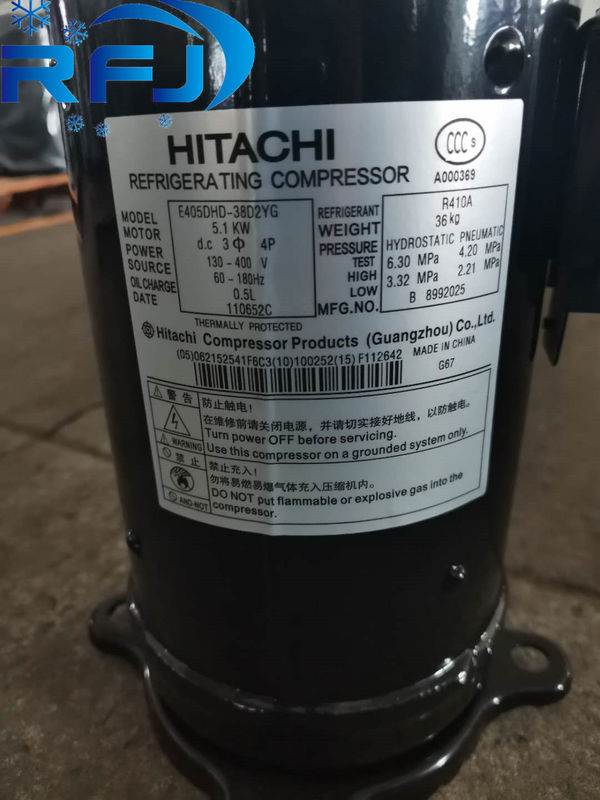 RFJ
HITACHI
REFRIGERATING COMPRESSOR
CCC S
A000369
MODEL E405DHD-38D2YG
MOTOR 5.1 KW
POWER d.c 3Φ 4P
SOURCE 130-400 V
60-180Hz
OIL CHARGE 0.5L
DATE 110652C
REFRIGERANT R410A
WEIGHT 36kg
PRESSURE HYDROSTATIC PNEUMATIC
TEST
HIGH 6.30 MPa 4.20 MPa
LOW 3.32 MPa 2.21 MPa
MFG.NO. B 8992025
THERMALLY PROTECTED
Hitachi Compressor Products (Guangzhou) Co.,Ltd.
(05)062152541F6C3(10)100252(15)F112642
MADE IN CHINA
G67
警告
防止触电!
在维修前请关闭电源，并请切实接好地线，以防触电。
Turn power OFF before servicing.
WARNING Use this compressor on a grounded system only.
禁止
禁止充入!
勿将易燃易爆气体充入压缩机内。
DO NOT put flammable or explosive gas into the
AND-NOT compressor.